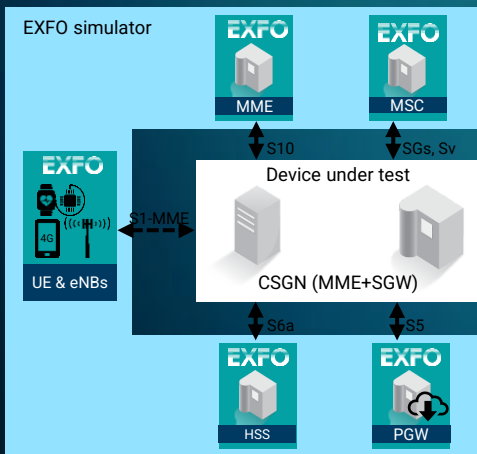 EXFO simulator
EXFO
MME
EXFO
MSC
S10
SGs, Sv
EXFO
4G
UE & eNBs
S1-MME
Device under test
CSGN (MME+SGW)
S6a
S5
EXFO
HSS
EXFO
PGW